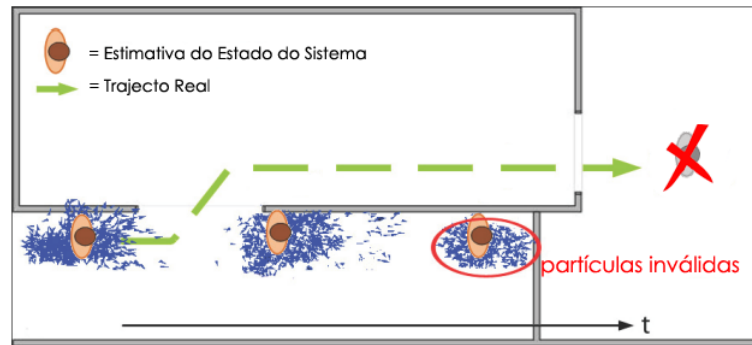 = Estimativa do Estado do Sistema
= Trajecto Real
partículas inválidas
t